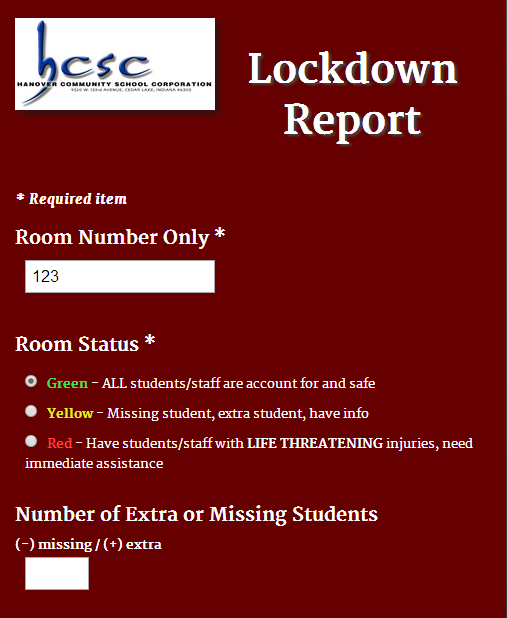 hcsc
HANOVER COMMUNITY SCHOOL CORPORATION
9520 W. 133rd AVENUE, CEDAR LAKE, INDIANA 46303
Lockdown
Report
* Required item
Room Number Only *
123
Room Status *
Green - ALL students/staff are account for and safe
Yellow - Missing student, extra student, have info
Red - Have students/staff with LIFE THREATENING injuries, need
immediate assistance
Number of Extra or Missing Students
(-) missing / (+) extra